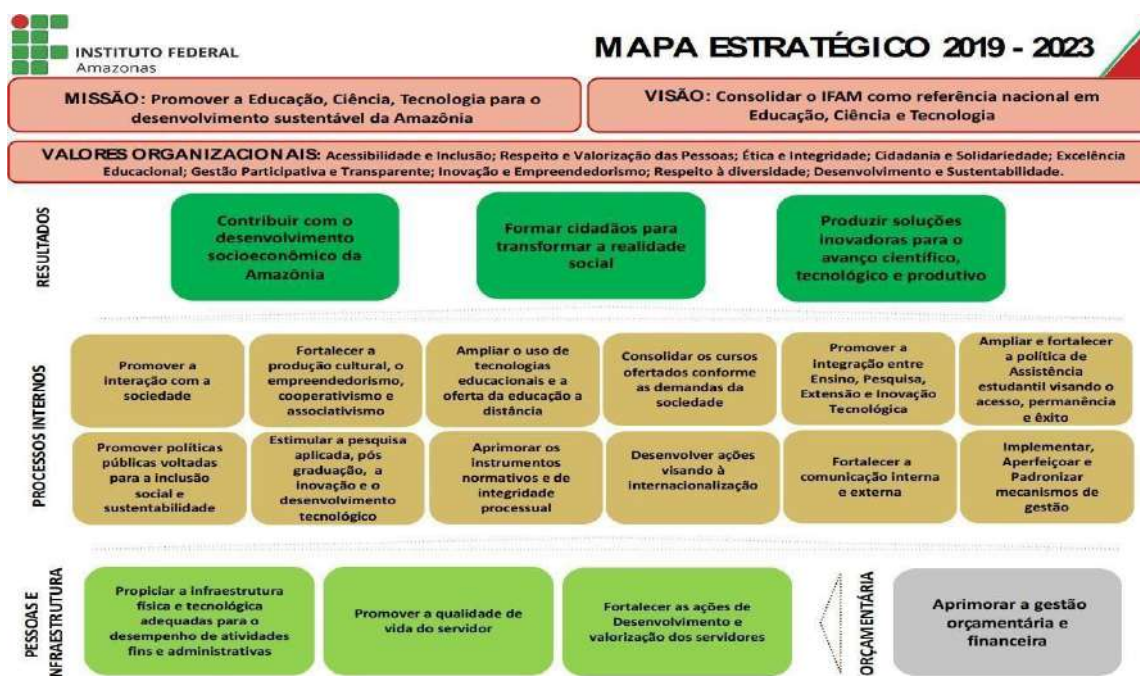 INSTITUTO FEDERAL
Amazonas
MAPA ESTRATÉGICO 2019 - 2023
MISSÃO: Promover a Educação, Ciência, Tecnologia para o
desenvolvimento sustentável da Amazônia
VISÃO: Consolidar o IFAM como referência nacional em
Educação, Ciência e Tecnologia
VALORES ORGANIZACIONAIS: Acessibilidade e Inclusão; Respeito e Valorização das Pessoas; Ética e Integridade; Cidadania e Solidariedade; Excelência
Educacional; Gestão Participativa e Transparente; Inovação e Empreendedorismo; Respeito à diversidade; Desenvolvimento e Sustentabilidade.
RESULTADOS
Contribuir com o
desenvolvimento
socioeconômico da
Amazônia
Formar cidadãos para
transformar a realidade
social
Produzir soluções
inovadoras para o
avanço científico,
tecnológico e produtivo
PROCESSOS INTERNOS
Promover a
interação com a
sociedade
Fortalecer a
produção cultural, o
empreendedorismo,
cooperativismo e
associativismo
Ampliar o uso de
tecnologias
educacionais e a
oferta da educação a
distância
Consolidar os cursos
ofertados conforme
as demandas da
sociedade
Promover a
integração entre
Ensino, Pesquisa,
Extensão e Inovação
Tecnológica
Ampliar e fortalecer
a política de
Assistência
estudantil visando o
acesso, permanência
e êxito
Promover políticas
públicas voltadas
para a inclusão
social e
sustentabilidade
Estimular a pesquisa
aplicada, pós
graduação, a
inovação e o
desenvolvimento
tecnológico
Aprimorar os
instrumentos
normativos e de
integridade
processual
Desenvolver ações
visando à
internacionalização
Fortalecer a
comunicação interna
e externa
Implementar,
Aperfeiçoar e
Padronizar
mecanismos de
gestão
PESSOAS E
INFRAESTRUTURA
Propiciar a infraestrutura
física e tecnológica
adequadas para o
desempenho de atividades
fins e administrativas
Promover a qualidade de
vida do servidor
Fortalecer as ações de
Desenvolvimento e
valorização dos servidores
ORÇAMENTÁRIA
Aprimorar a gestão
orçamentária e
financeira